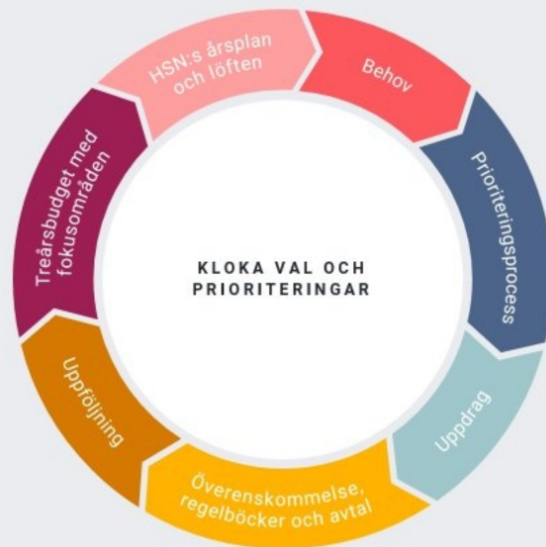 HSN:s årsplan
och löften
Behov
Prioriteringsprocess
Uppdrag
Överenskommelse,
regelböcker och avtal
Uppföljning
Treårsbudget med
fokusområden
KLOKA VAL OCH
PRIORITERINGAR